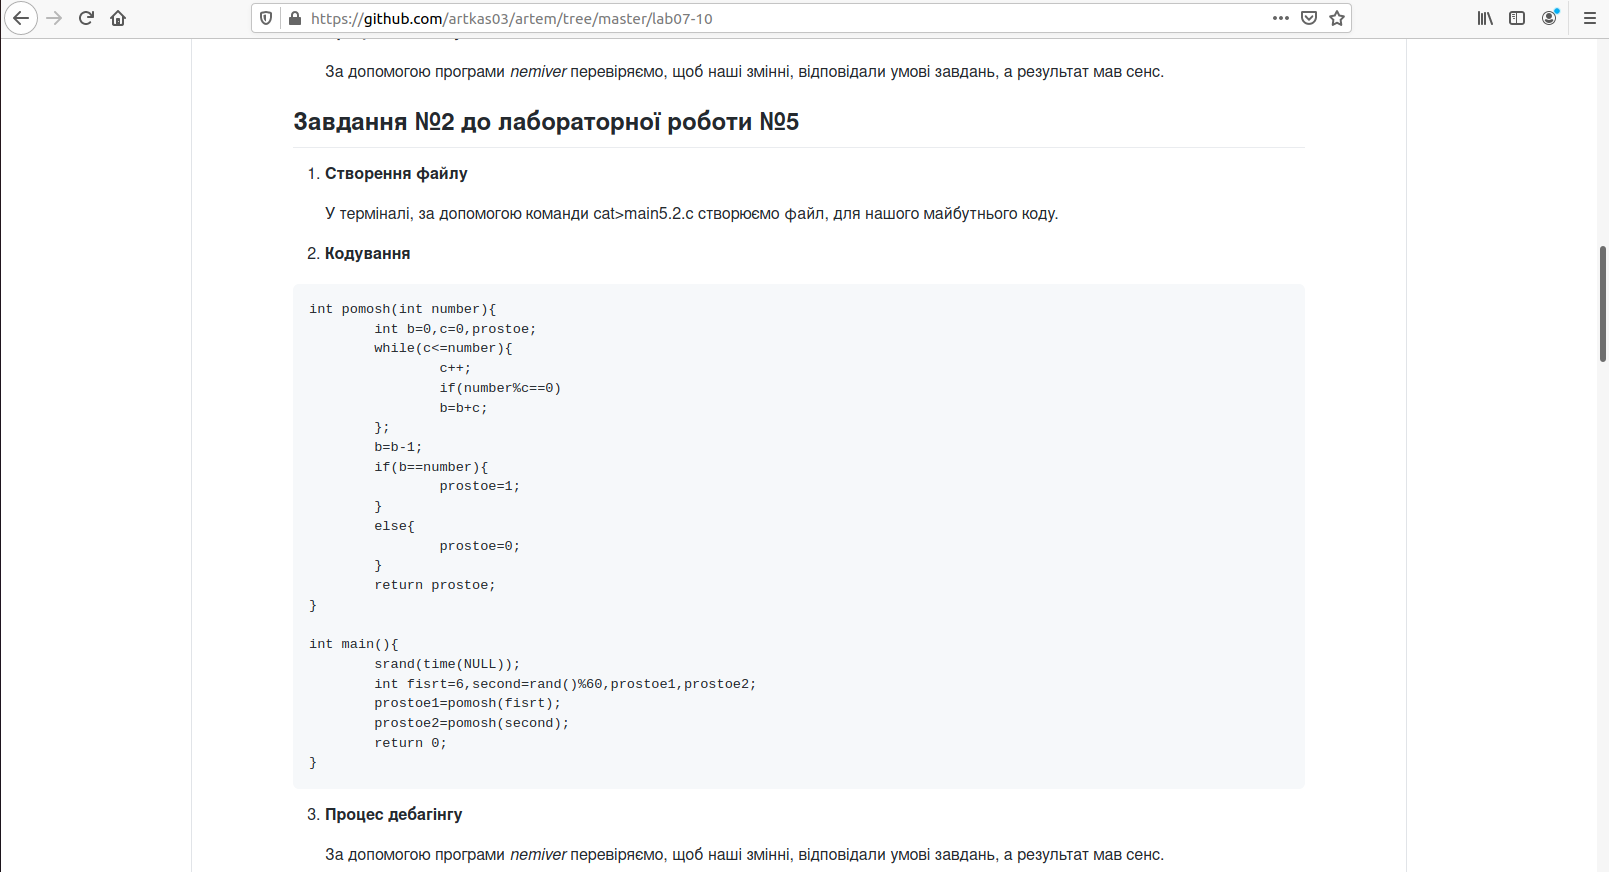 https://github.com/artkas03/artem/tree/master/lab07-10
За допомогою програми nemiver перевіряємо, щоб наші змінні, відповідали умові завдань, а результат мав сенс.
Завдання №2 до лабораторної роботи №5
1. Створення файлу
У терміналі, за допомогою команди cat>main5.2.c створюємо файл, для нашого майбутнього коду.
2. Кодування
int pomosh(int number){
        int b=0,c=0,prostoe;
        while(c<=number){
                c++;
                if(number%c==0)
                b=b+c;
        };
        b=b-1;
        if(b==number){
                prostoe=1;
        }
        else{
                prostoe=0;
        }
        return prostoe;
}
int main(){
        srand(time(NULL));
        int fisrt=6,second=rand()%60,prostoe1,prostoe2;
        prostoe1=pomosh(fisrt);
        prostoe2=pomosh(second);
        return 0;
}
3. Процес дебагінгу
За допомогою програми nemiver перевіряємо, щоб наші змінні, відповідали умові завдань, а результат мав сенс.